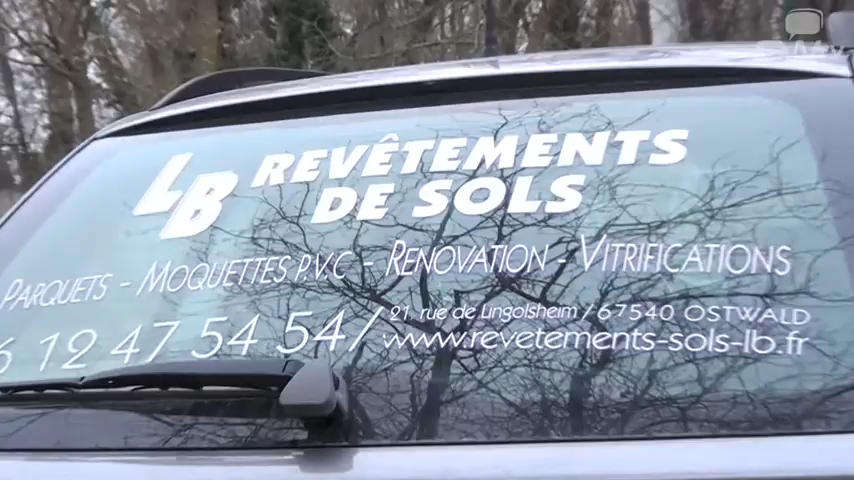 LB REVÊTEMENTS
DE SOLS
PARQUETS - MOQUETTES PVC - RENOVATION - VITRIFICATIONS
6 12 47 54 54 / 21, rue de Lingolsheim / 67540 OSTWALD
www.revetements-sols-lb.fr